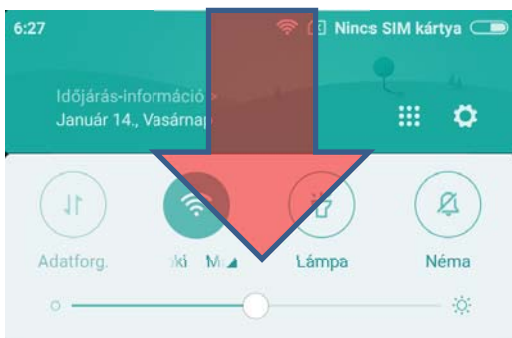 6:27 Nincs SIM kártya
Időjárás-információ >
Január 14., Vasárnap
Adatforg. Lámpa Néma